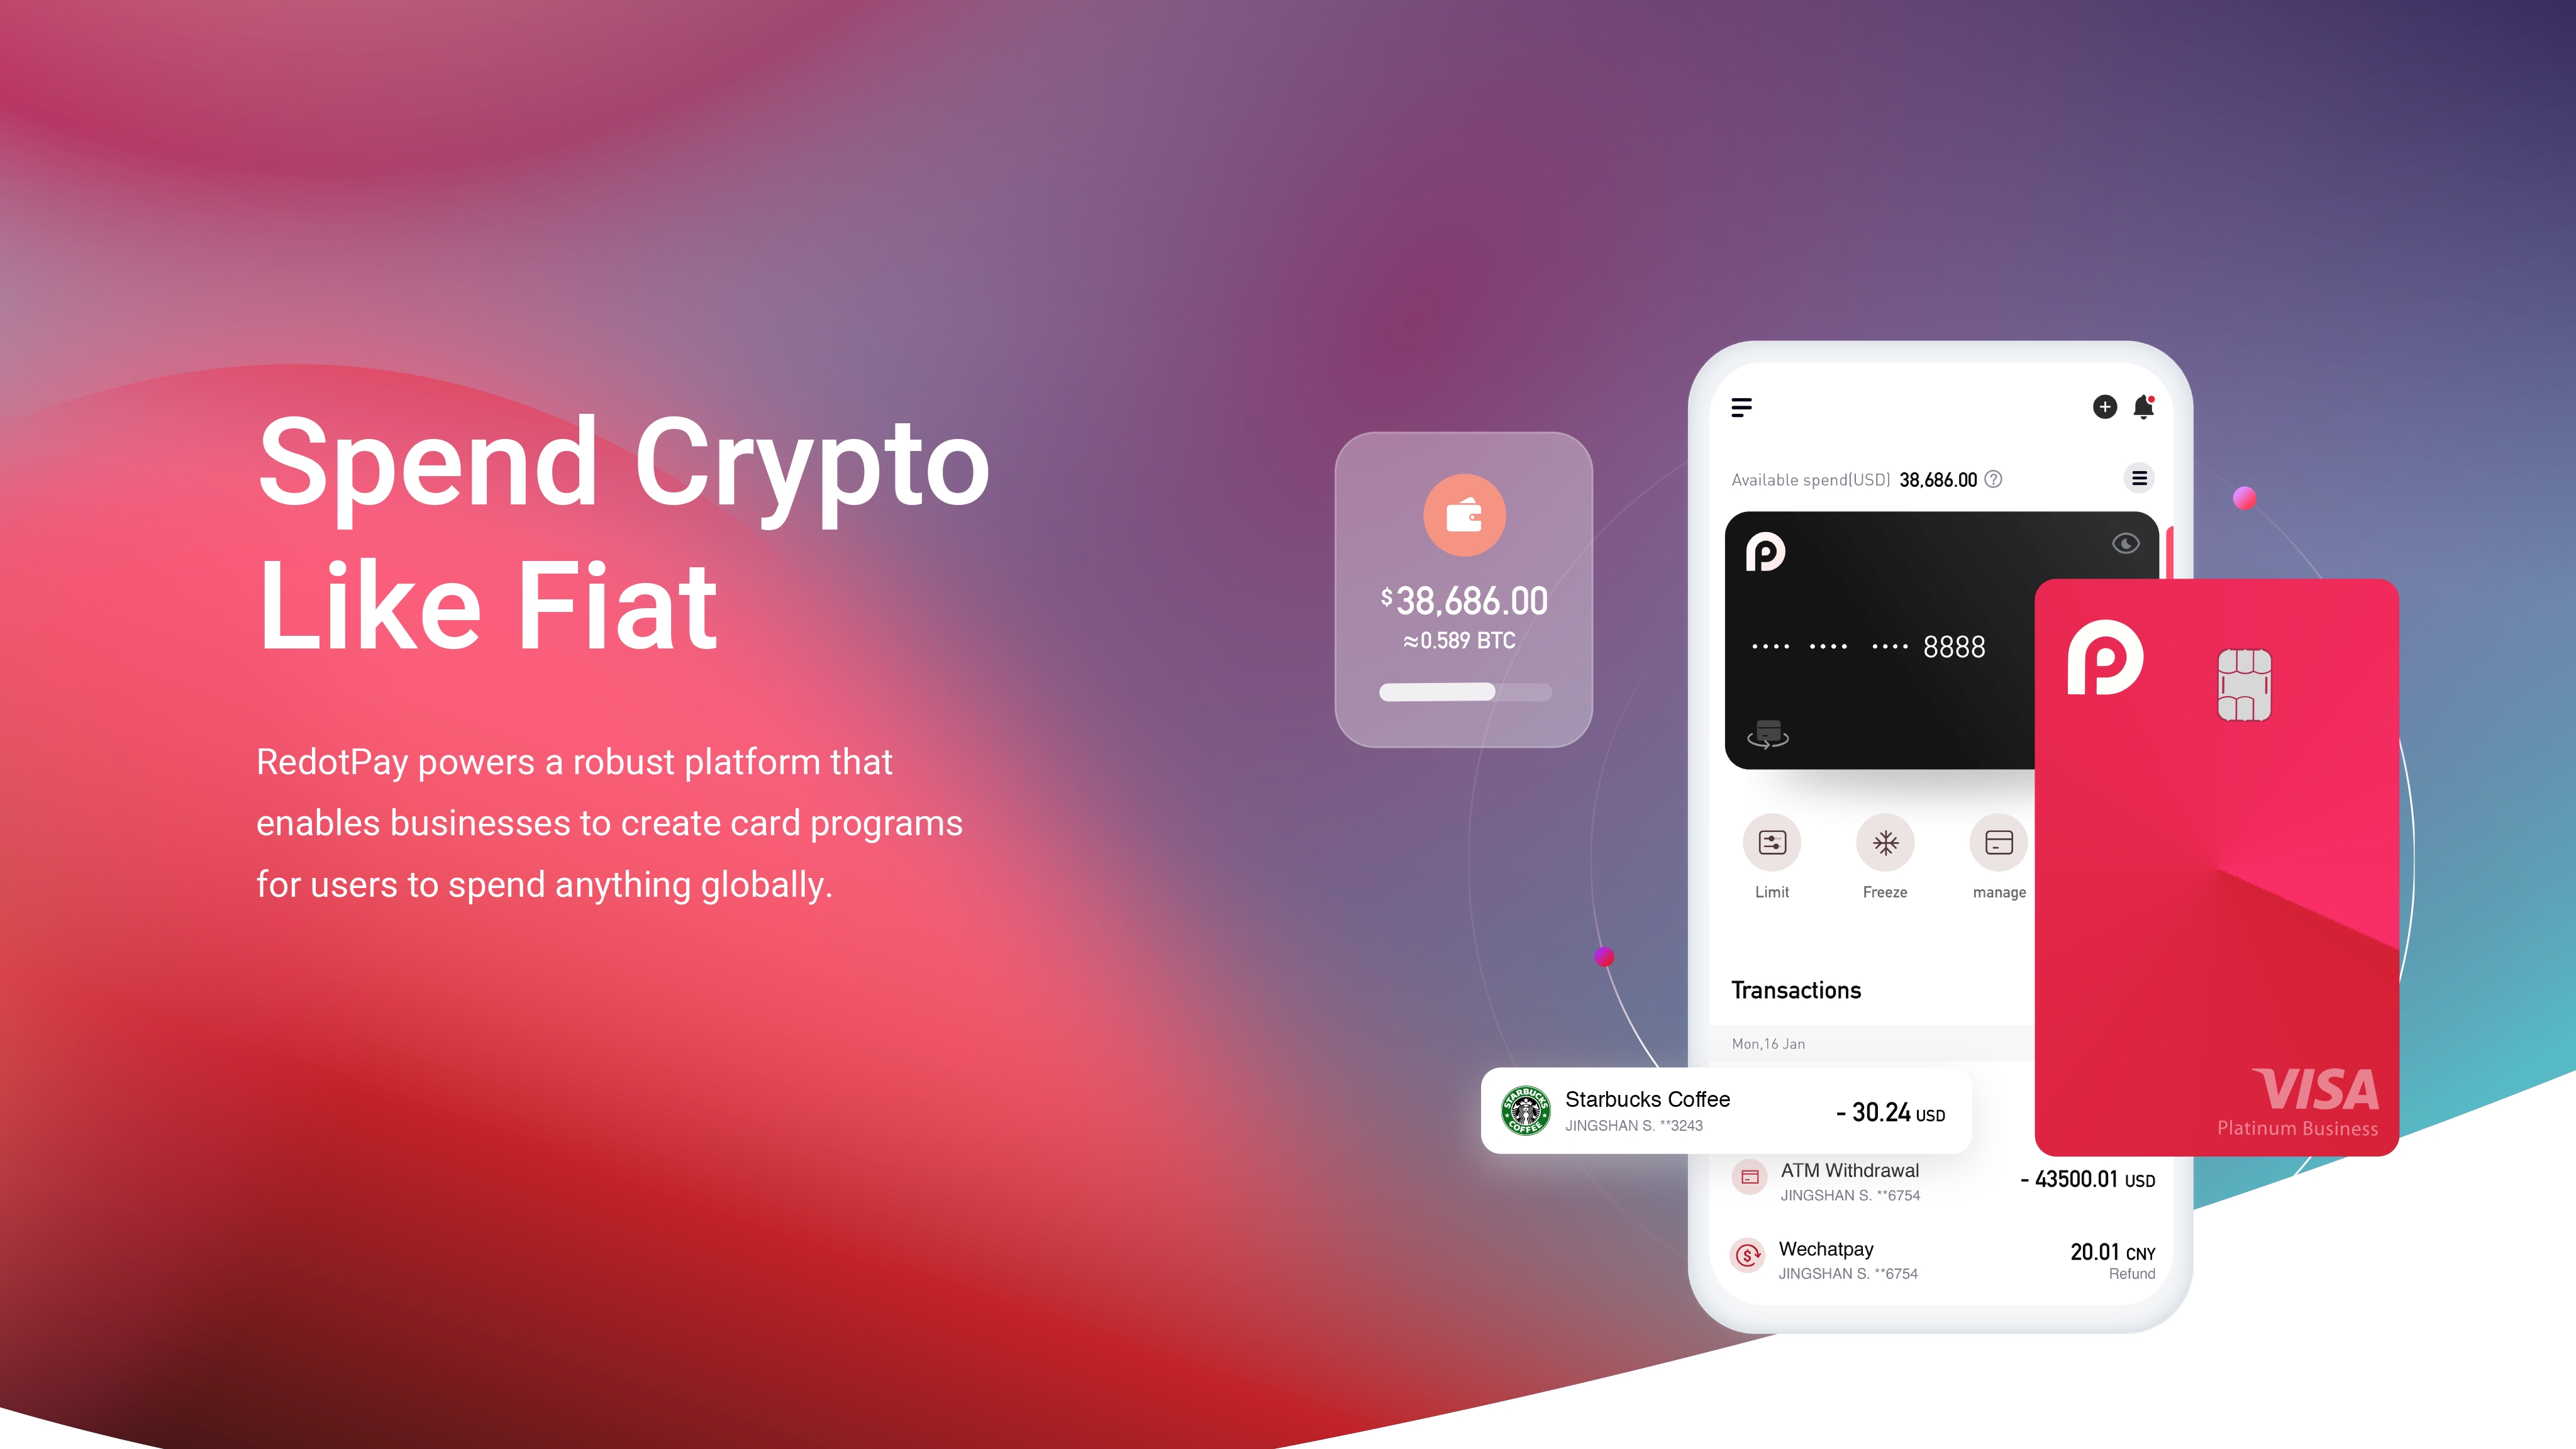 Spend Crypto
Like Fiat
RedotPay powers a robust platform that
enables businesses to create card programs
for users to spend anything globally.
$38,686.00
≈0.589 BTC
Available spend(USD) 38,686.00 ?
•••• •••• •••• 8888
Limit Freeze manage
Transactions
Mon,16 Jan
STARBUCKS
COFFEE
Starbucks Coffee
JINGSHAN S. **3243
- 30.24 USD
ATM Withdrawal
JINGSHAN S. **6754
- 43500.01 USD
Wechatpay
JINGSHAN S. **6754
20.01 CNY
Refund
VISA
Platinum Business